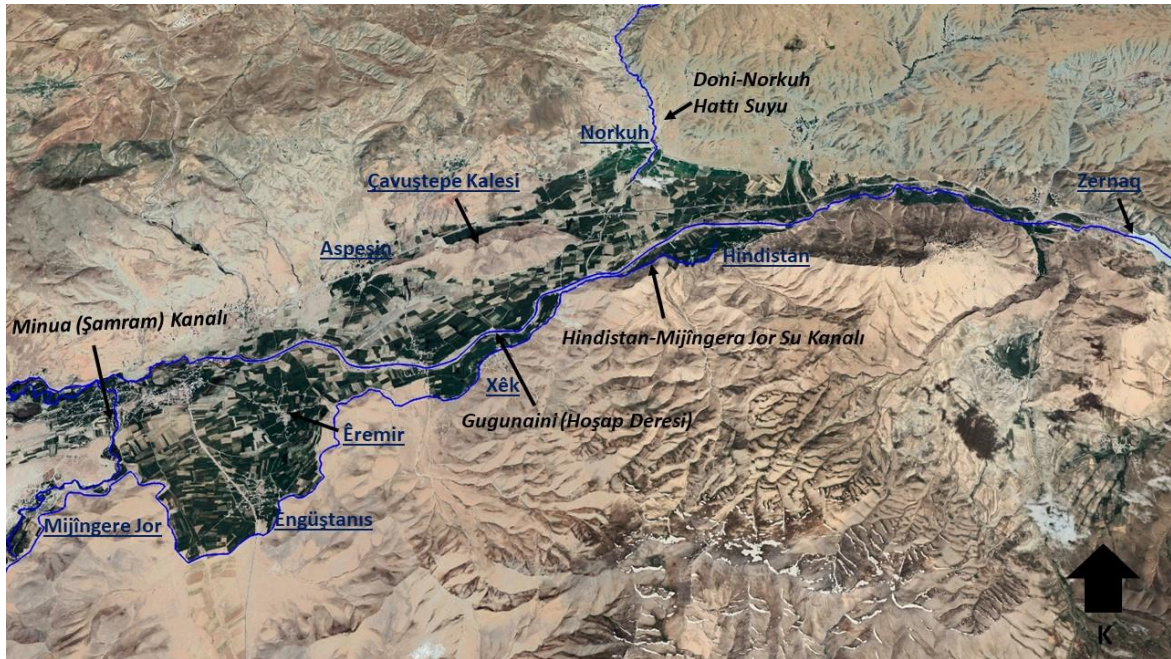 Doni-Norkuh
Hattı Suyu
Norkuh
Çavuştepe Kalesi
Zernaq
Aspeşin
Hindistan
Minua (Şamram) Kanalı
Hindistan-Mijîngera Jor Su Kanalı
Xêk
Gugunaini (Hoşap Deresi)
Êremir
Mijîngere Jor
Engüştanıs
K